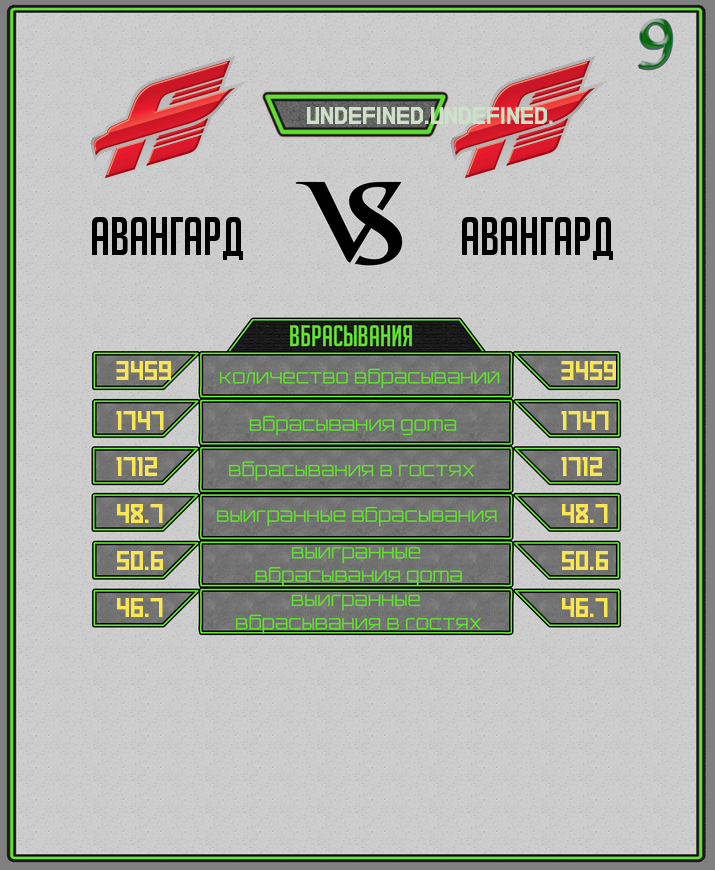 9
UNDEFINED.UNDEFINED.
VS
АВАНГАРД АВАНГАРД
ВБРАСЫВАНИЯ
3459 количество вбрасываний 3459
1747 вбрасывания дома 1747
1712 вбрасывания в гостях 1712
48.7 выигранные вбрасывания 48.7
выигранные
50.6 вбрасывания дома 50.6
выигранные
46.7 вбрасывания в гостях 46.7